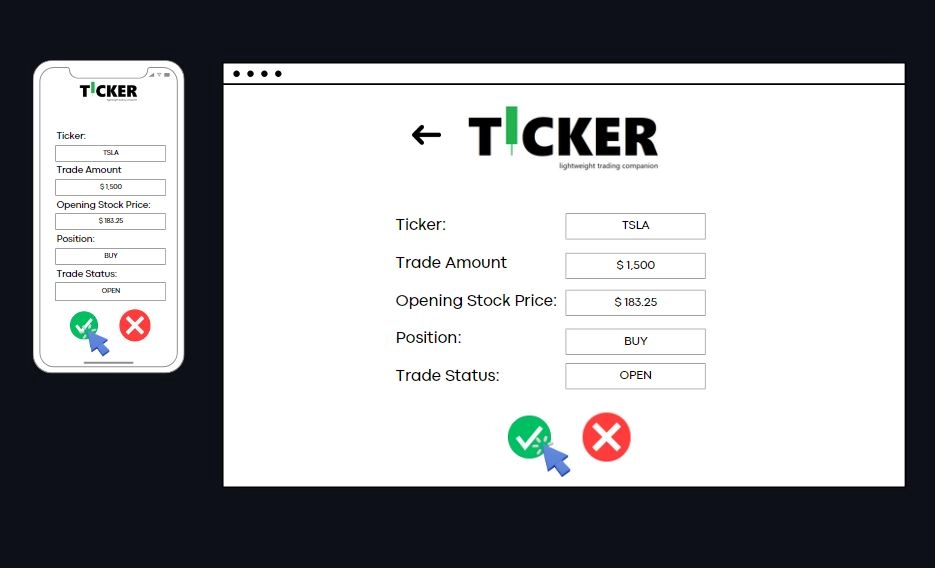 TICKER
lightweight trading companion
Ticker:
TSLA
Trade Amount
$ 1,500
Opening Stock Price:
$ 183.25
Position:
BUY
Trade Status:
OPEN
TICKER
lightweight trading companion
Ticker: TSLA
Trade Amount $ 1,500
Opening Stock Price: $ 183.25
Position: BUY
Trade Status: OPEN